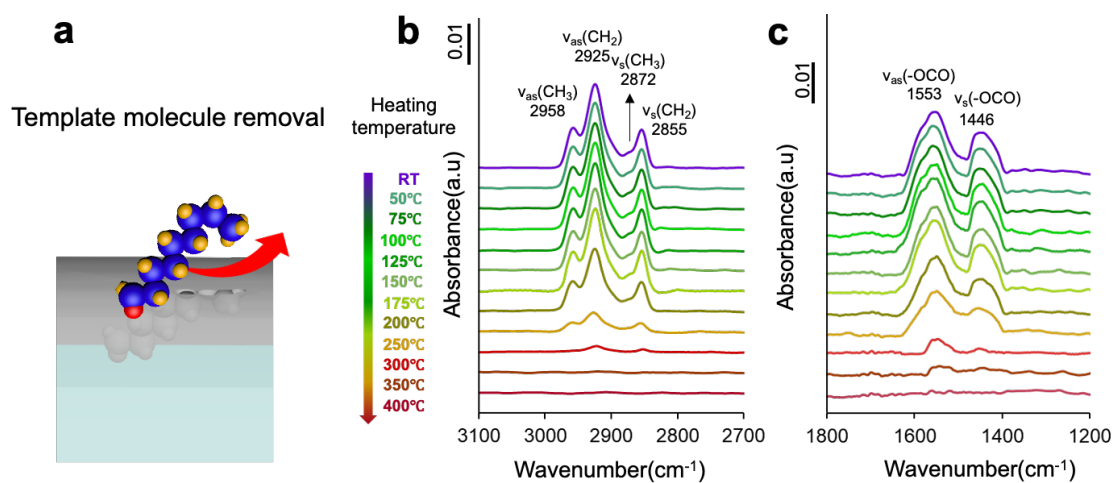 a
Template molecule removal
Heating
temperature
RT
50℃
75℃
100℃
125℃
150℃
175℃
200℃
250℃
300℃
350℃
400℃
b
0.01
Absorbance(a.u)
vas(CH2)
2925
vs(CH3)
2872
vas(CH3)
2958
vs(CH2)
2855
3100 3000 2900 2800 2700
Wavenumber(cm-1)
c
0.01
Absorbance(a.u)
vas(-OCO)
1553
vs(-OCO)
1446
1800 1600 1400 1200
Wavenumber(cm-1)